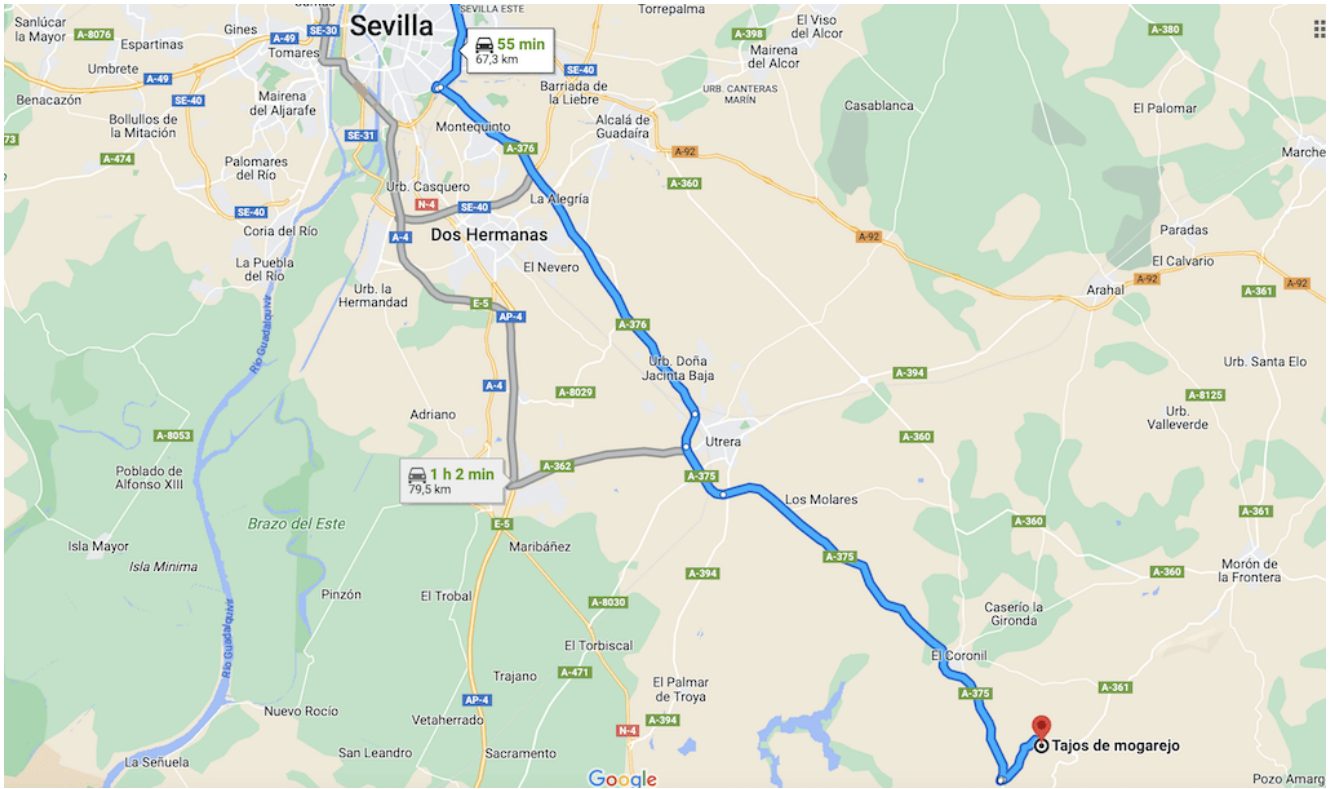 Sanlúcar
la Mayor
A-8076
Espartinas
Gines
A-49
SE-30
Tomares
Sevilla
SEVILLA ESTE
Torrepalma
El Viso
del Alcor
A-398
Mairena
del Alcor
A-380
55 min
67,3 km
SE-40
Umbrete
A-49
SE-40
Benacazón
Mairena
del Aljarafe
Bollullos de
la Mitación
Barriada de
la Liebre
URB. CANTERAS
MARÍN
Casablanca
El Palomar
73
A-474
SE-31
Montequinto
Alcalá de
Guadaíra
A-376
A-92
Marche
Palomares
del Río
Urb. Casquero
A-360
N-4
SE-40
SE-40
La Alegría
Coria del Río
A-4
Dos Hermanas
A-92
Paradas
La Puebla
del Río
El Nevero
El Calvario
Urb. la
Hermandad
A-92
A-361
A-92
Arahal
E-5
AP-4
A-376
Río Guadalquivir
Urb. Doña
Jacinta Baja
Urb. Santa Elo
A-394
A-4
A-8029
A-8125
Adriano
Urb.
Valleverde
A-8053
Utrera
A-360
1 h 2 min
79,5 km
A-362
A-375
Poblado de
Alfonso XIII
Los Molares
Brazo del Este
E-5
A-360
A-361
Isla Mayor
Maribáñez
Isla Minima
A-375
Morón de
la Frontera
A-394
A-360
Pinzón
El Trobal
A-8030
Caserío la
Gironda
Río Guadalquivir
El Torbiscal
El Coronil
Trajano
A-471
El Palmar
de Troya
A-375
A-361
AP-4
Nuevo Rocío
Vetaherrado
A-394
N-4
San Leandro
Sacramento
Tajos de mogarejo
La Señuela
Google
Pozo Amarg